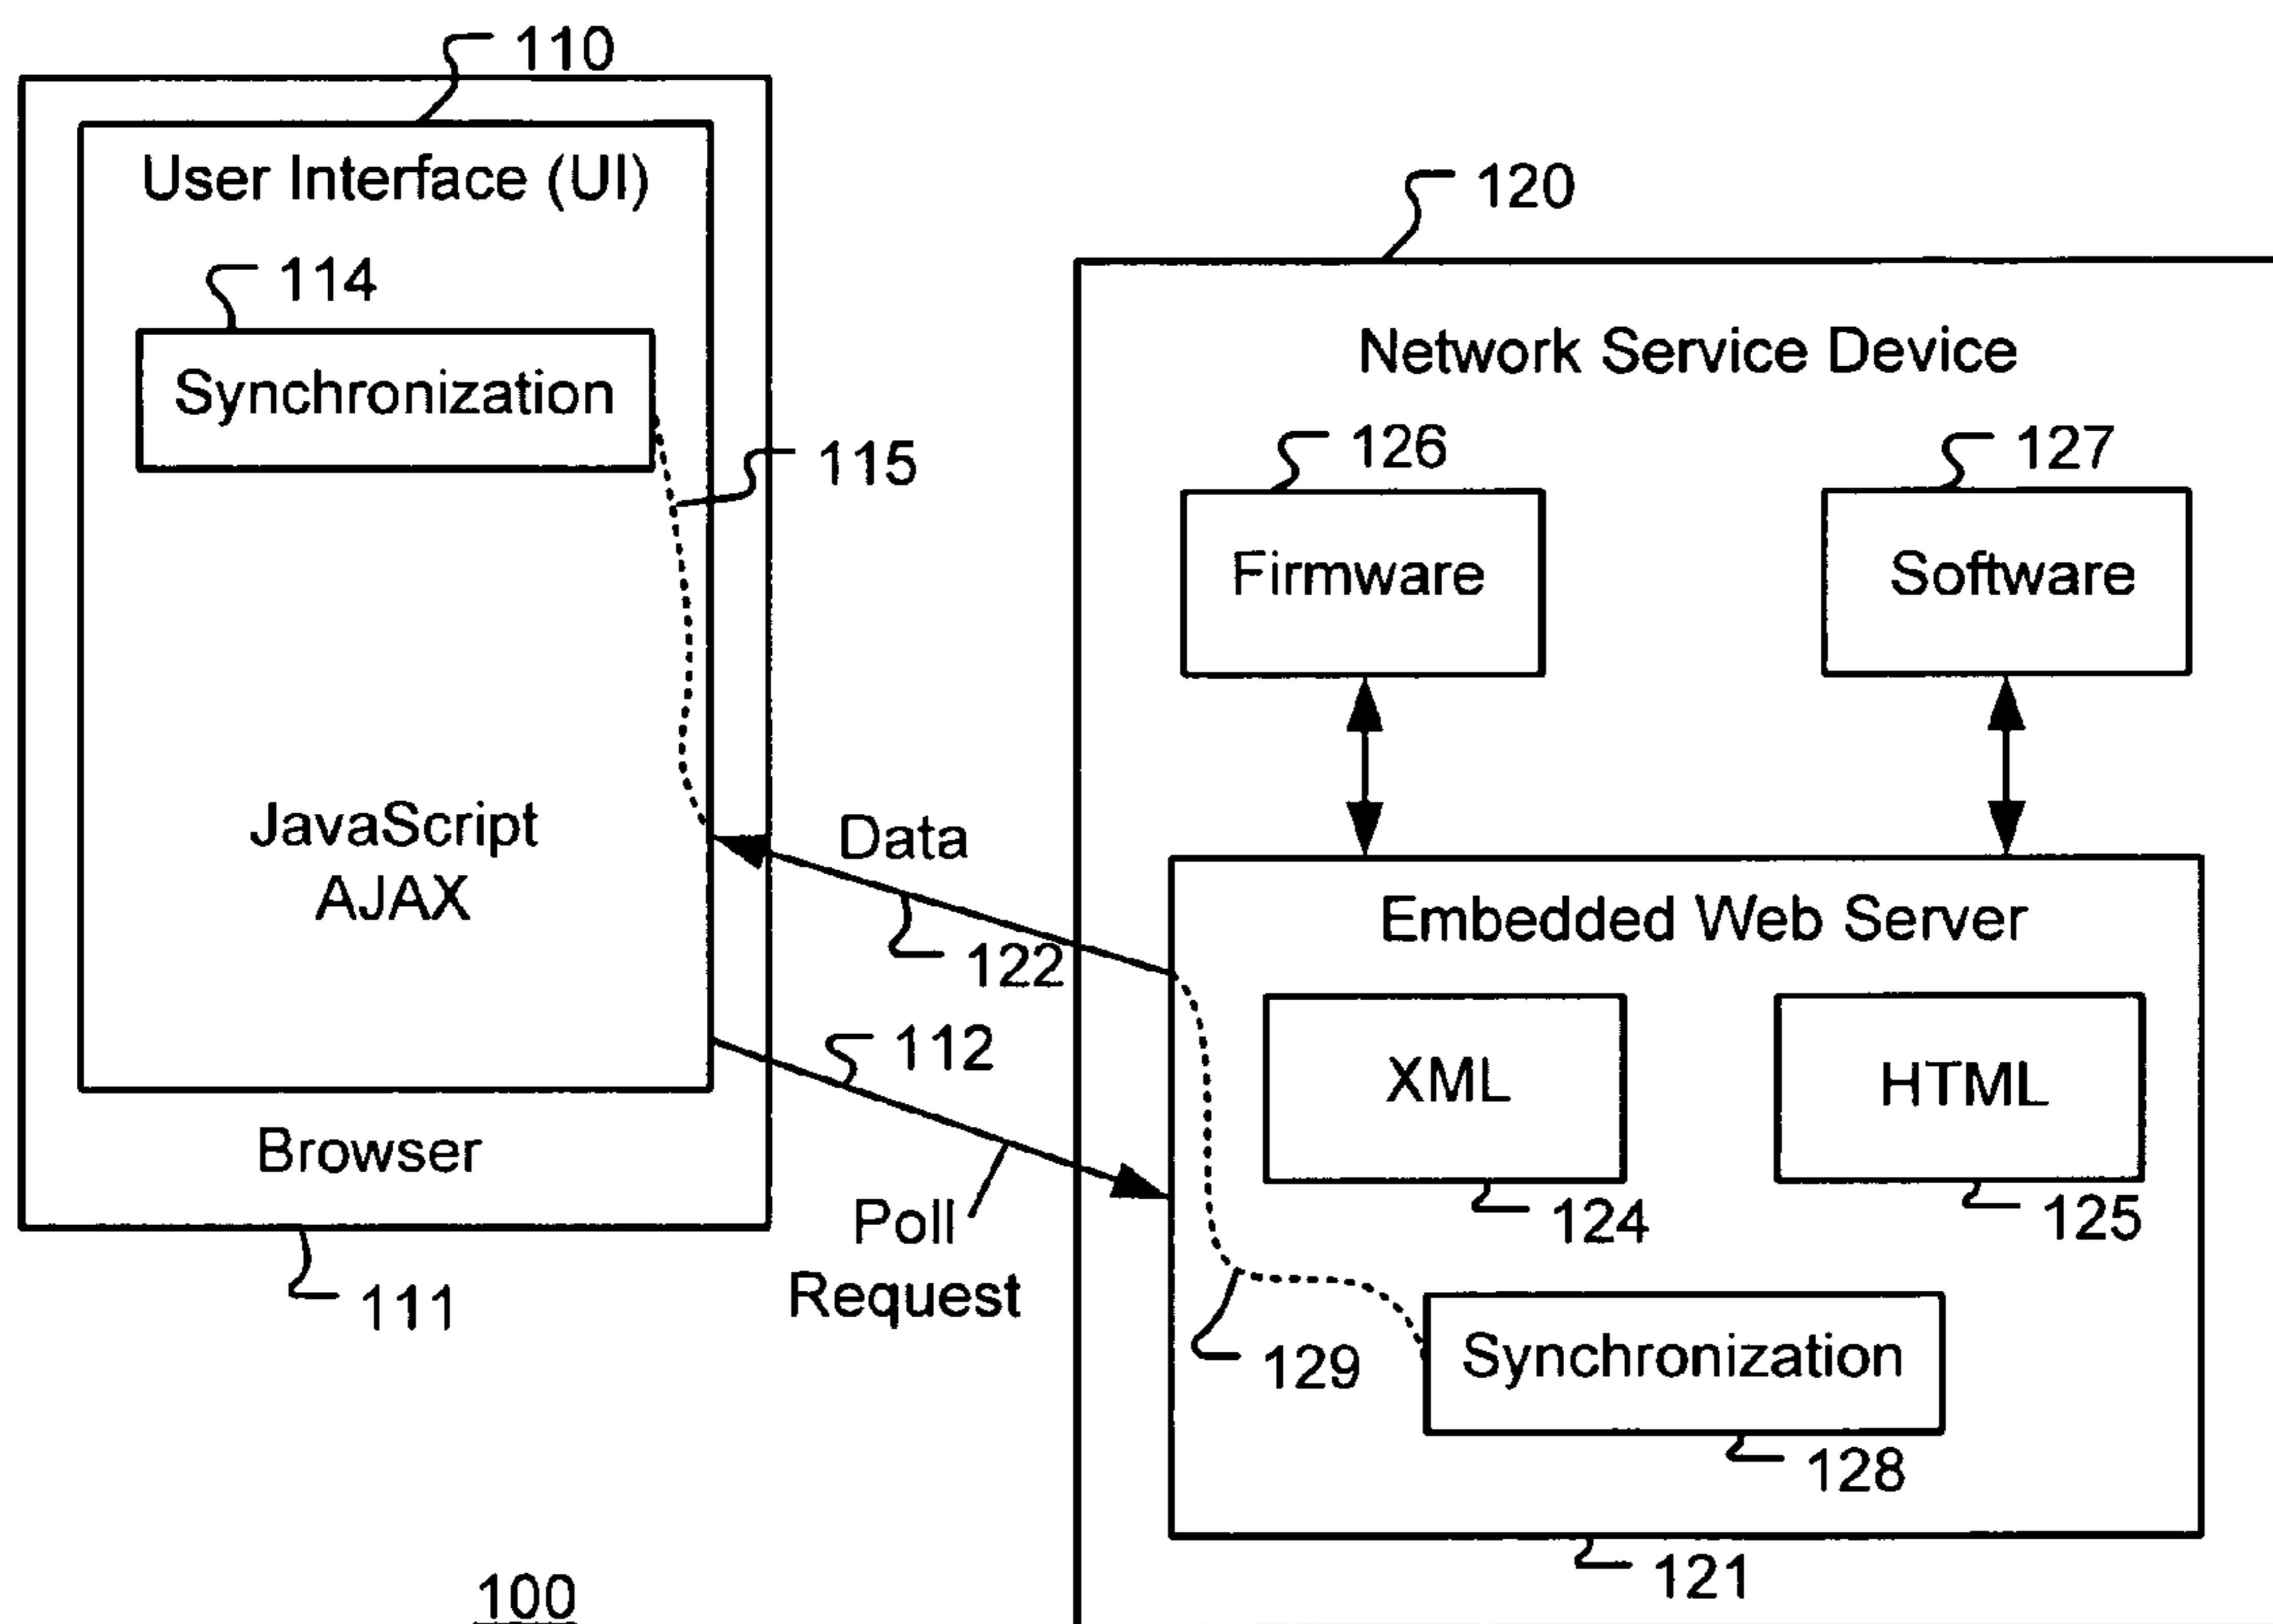 110
User Interface (UI)
114
Synchronization
115
JavaScript
AJAX
Browser
111
Data
122
112
Poll
Request
120
Network Service Device
126
127
Firmware
Software
Embedded Web Server
XML
HTML
124
125
129
Synchronization
128
121
100